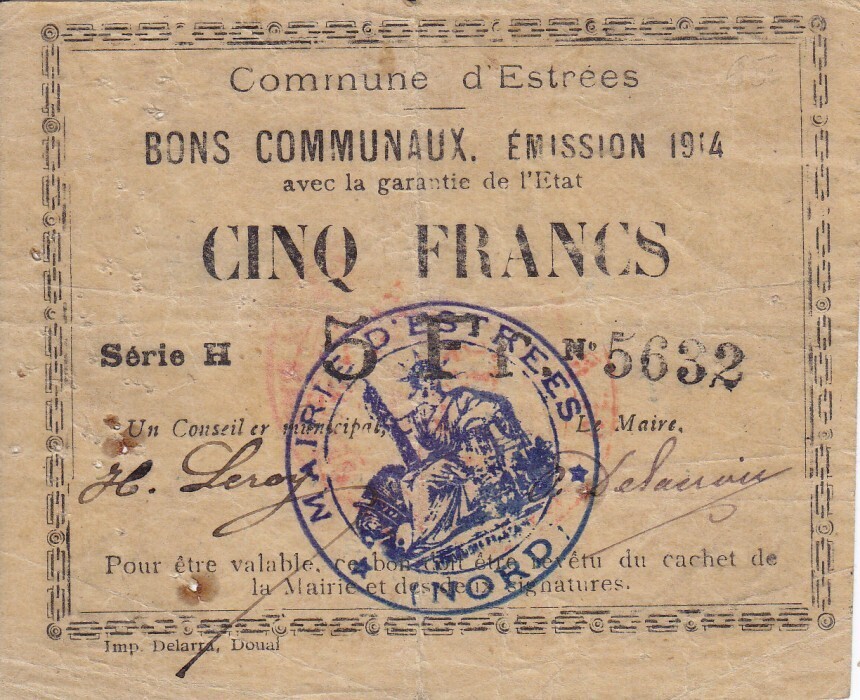 Commune d'Estrées
BONS COMMUNAUX. ÉMISSION 1914
avec la garantie de l'Etat
CINQ FRANCS
Série H 5 Fr. N° 5632
MAIRIE D'ESTRÉES
(NORD)
Un Conseiller municipal, Le Maire,
H. Leroy Delacroix
Pour être valable, ce bon doit être revêtu du cachet de
la Mairie et des deux signatures.
Imp. Delarra, Douai